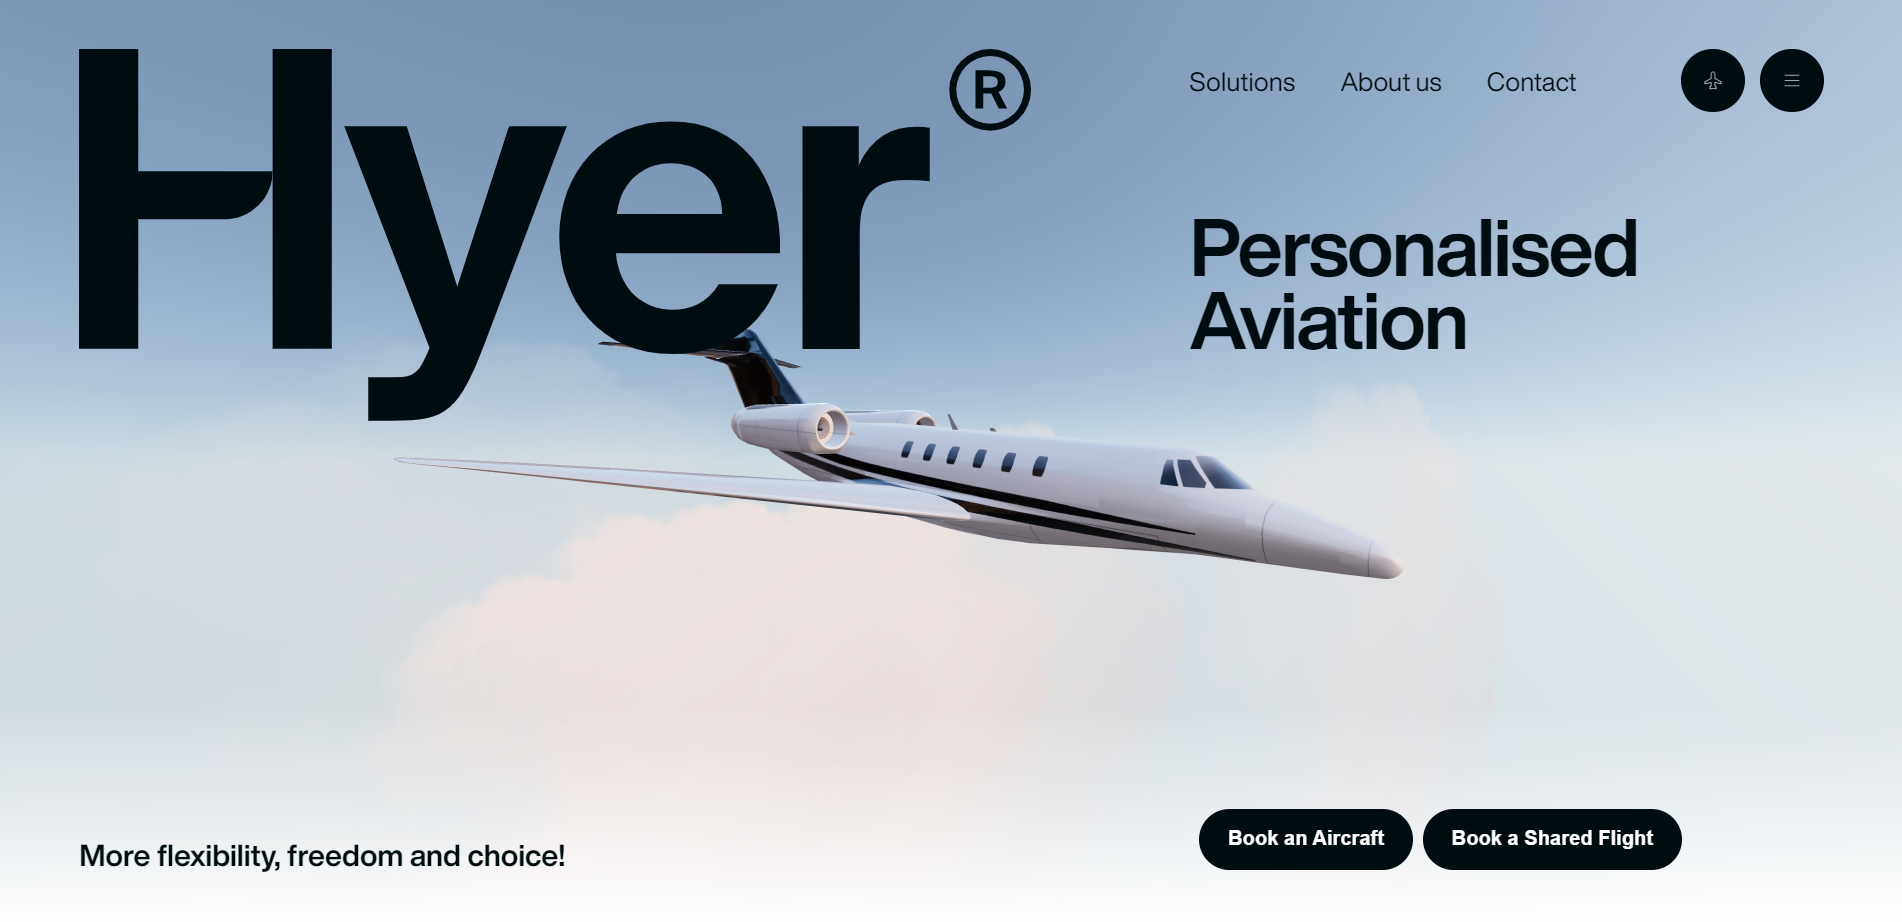 Hyer®
Solutions
About us
Contact
Personalised
Aviation
More flexibility, freedom and choice!
Book an Aircraft
Book a Shared Flight